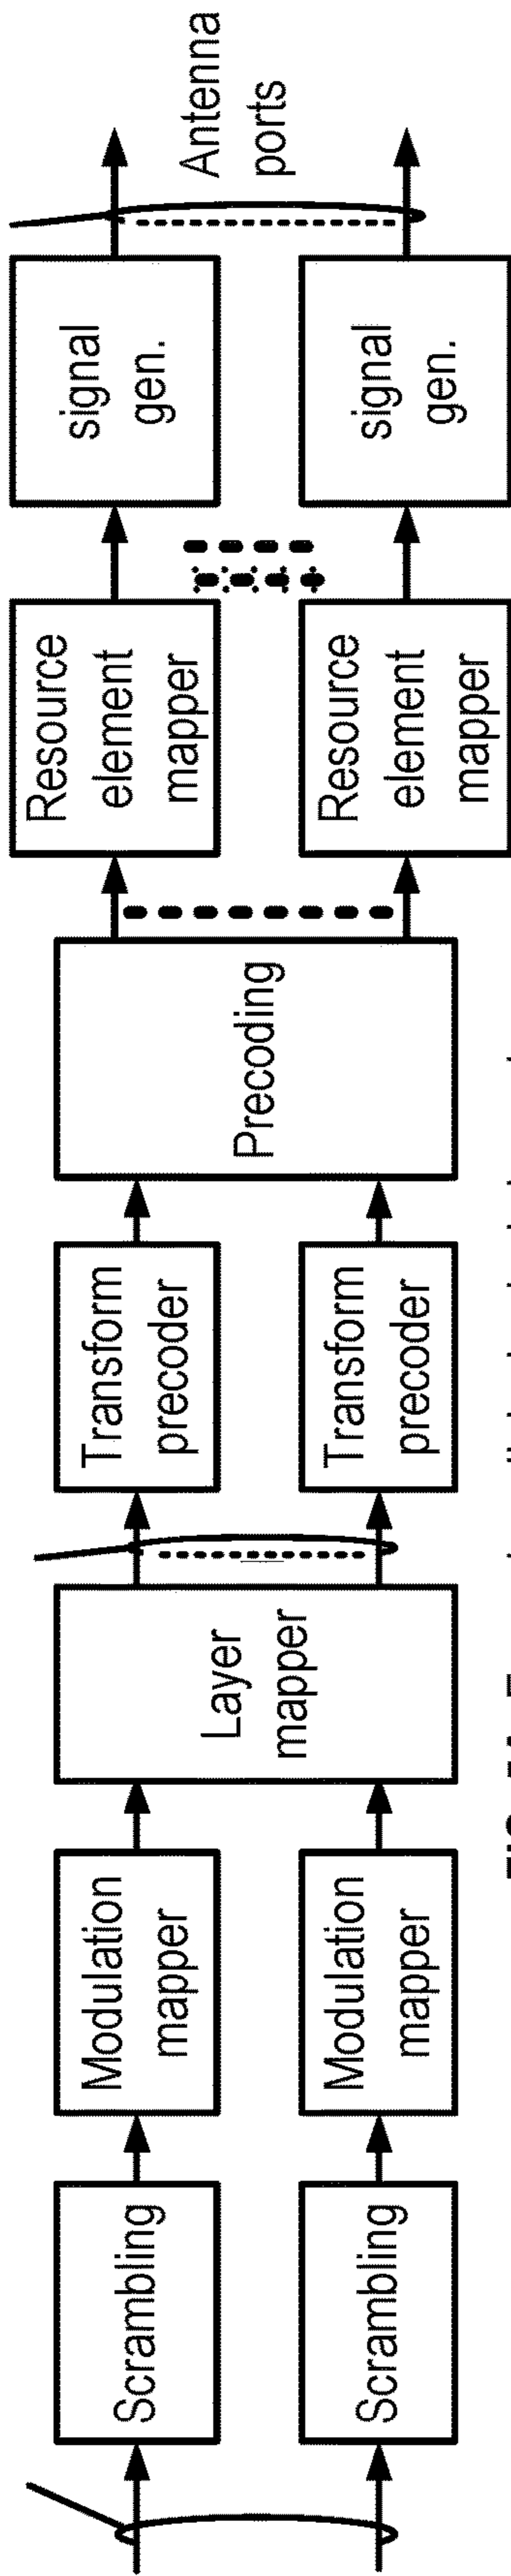 Scrambling
Scrambling
Modulation
mapper
Modulation
mapper
Layer
mapper
Transform
precoder
Transform
precoder
Precoding
Resource
element
mapper
Resource
element
mapper
signal
gen.
signal
gen.
Antenna
ports